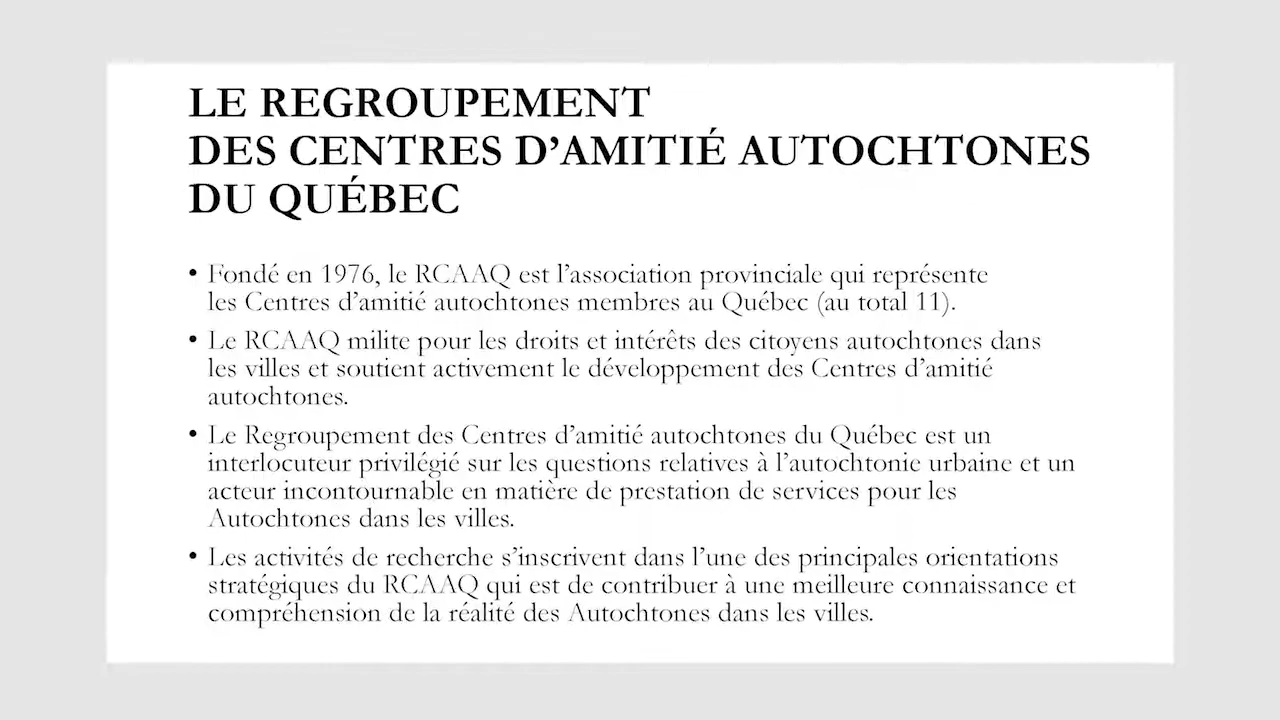 LE REGROUPEMENT
DES CENTRES D’AMITIÉ AUTOCHTONES
DU QUÉBEC
• Fondé en 1976, le RCAAQ est l’association provinciale qui représente
les Centres d’amitié autochtones membres au Québec (au total 11).
• Le RCAAQ milite pour les droits et intérêts des citoyens autochtones dans
les villes et soutient activement le développement des Centres d’amitié
autochtones.
• Le Regroupement des Centres d’amitié autochtones du Québec est un
interlocuteur privilégié sur les questions relatives à l’autochtonie urbaine et un
acteur incontournable en matière de prestation de services pour les
Autochtones dans les villes.
• Les activités de recherche s’inscrivent dans l’une des principales orientations
stratégiques du RCAAQ qui est de contribuer à une meilleure connaissance et
compréhension de la réalité des Autochtones dans les villes.